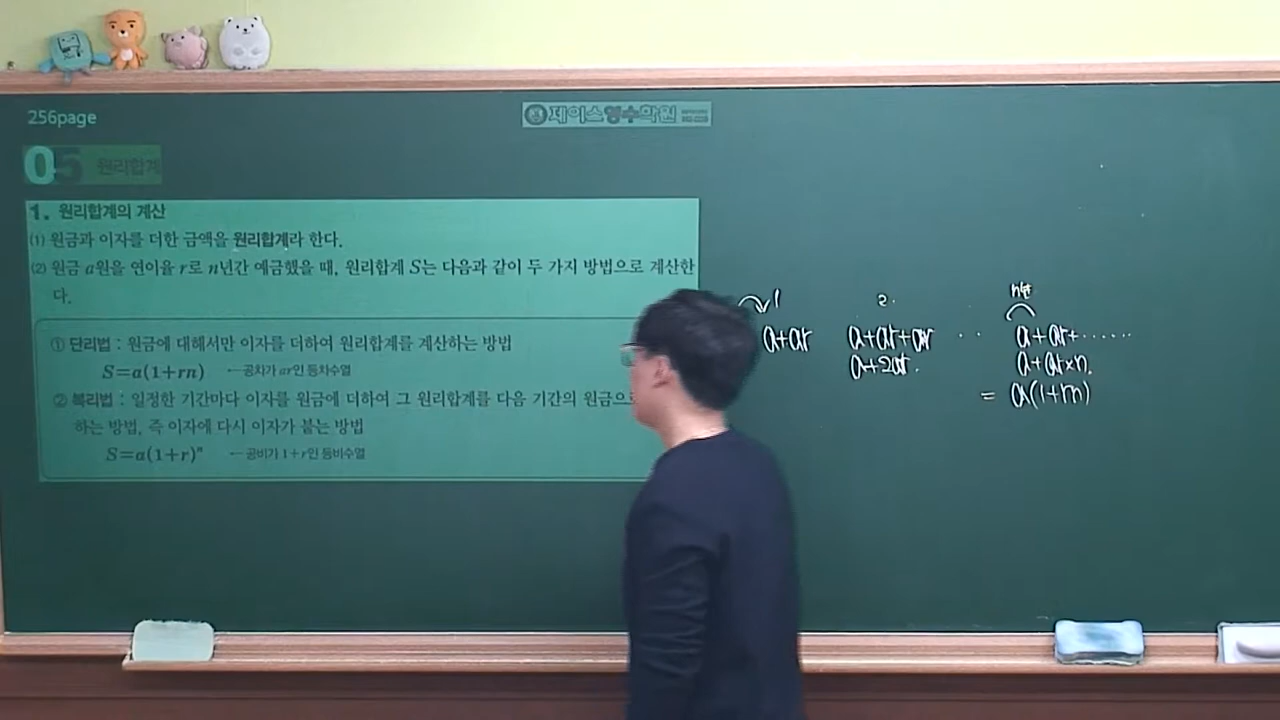 256page
제이스영수학원
05 원리합계
1. 원리합계의 계산
(1) 원금과 이자를 더한 금액을 원리합계라 한다.
(2) 원금 a원을 연이율 r로 n년간 예금했을 때, 원리합계 S는 다음과 같이 두 가지 방법으로 계산한
다.
① 단리법 : 원금에 대해서만 이자를 더하여 원리합계를 계산하는 방법
S=a(1+rn) ←공차가 ar인 등차수열
② 복리법 : 일정한 기간마다 이자를 원금에 더하여 그 원리합계를 다음 기간의 원금으로
하는 방법, 즉 이자에 다시 이자가 붙는 방법
S=a(1+r)ⁿ ←공비가 1+r인 등비수열
1 2. n년
a+ar a+ar+ar ·· a+ar+······
a+2ar. a+ar×n.
= a(1+rn)